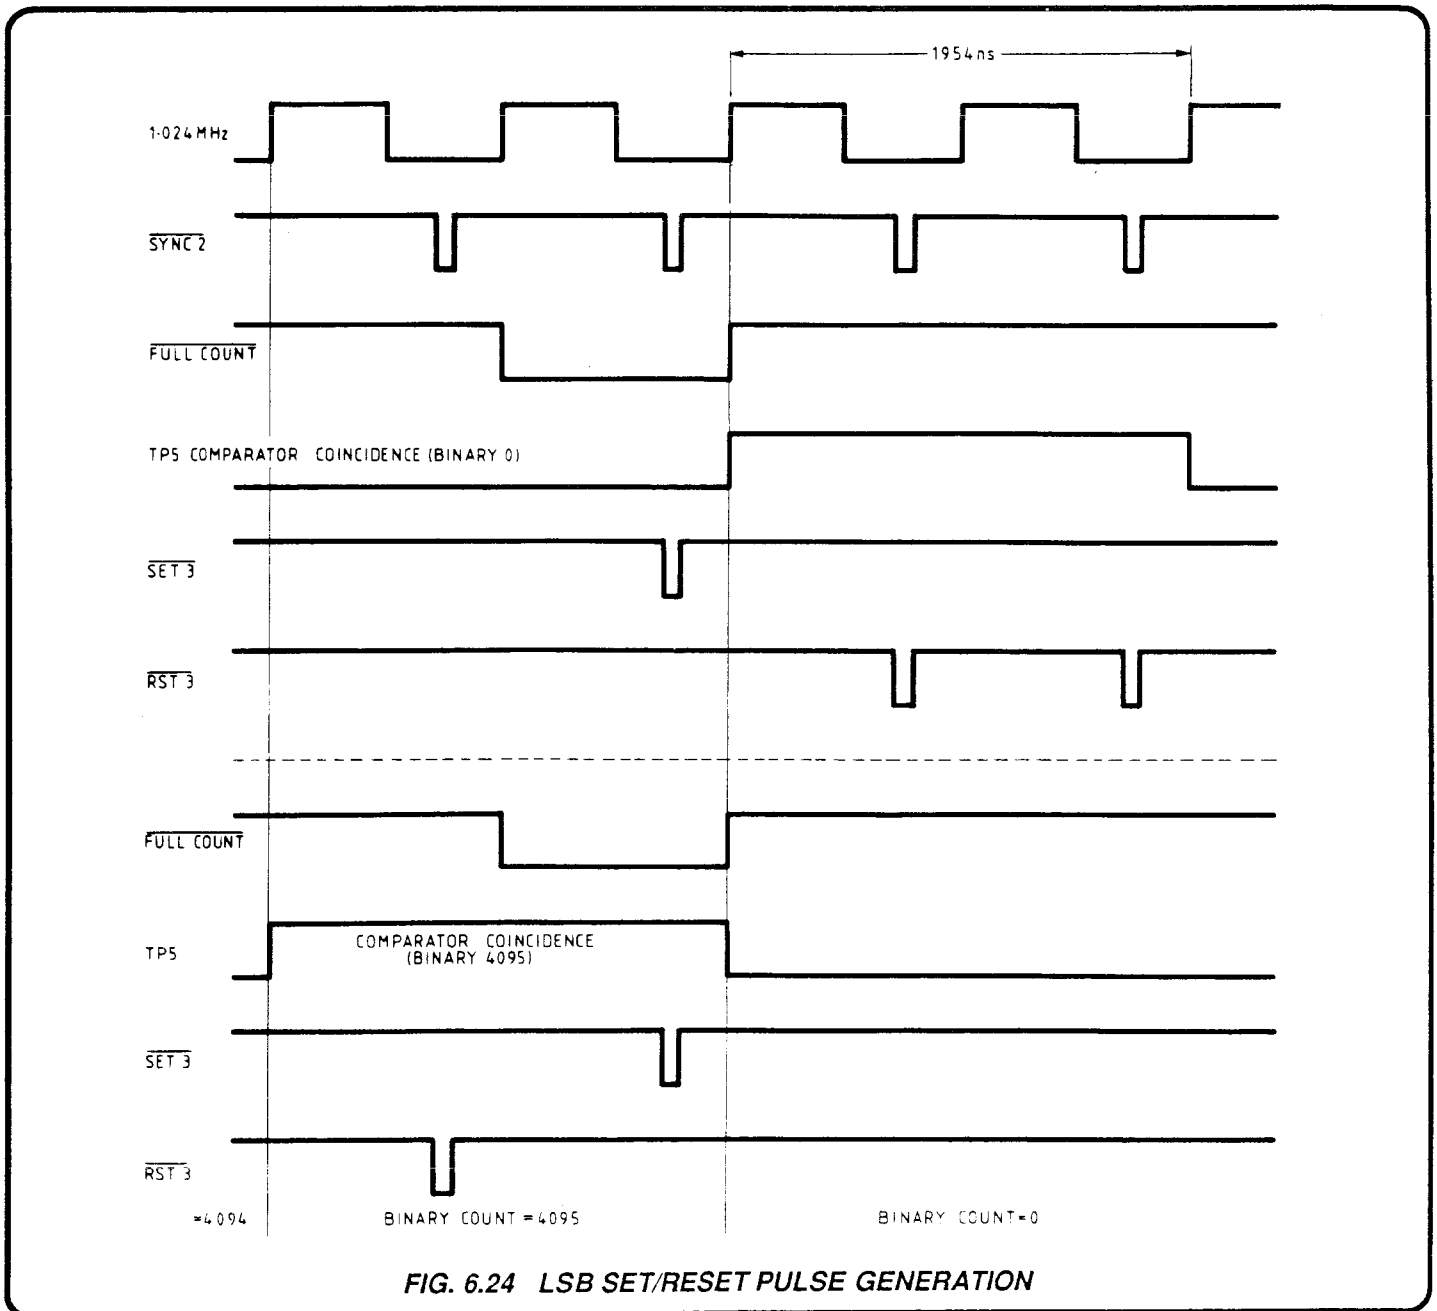 1954ns
1·024MHz
SYNC 2
FULL COUNT
TP5 COMPARATOR COINCIDENCE (BINARY 0)
SET 3
RST 3
FULL COUNT
TP5
COMPARATOR COINCIDENCE
(BINARY 4095)
SET 3
RST 3
=4094
BINARY COUNT = 4095
BINARY COUNT=0
FIG. 6.24 LSB SET/RESET PULSE GENERATION